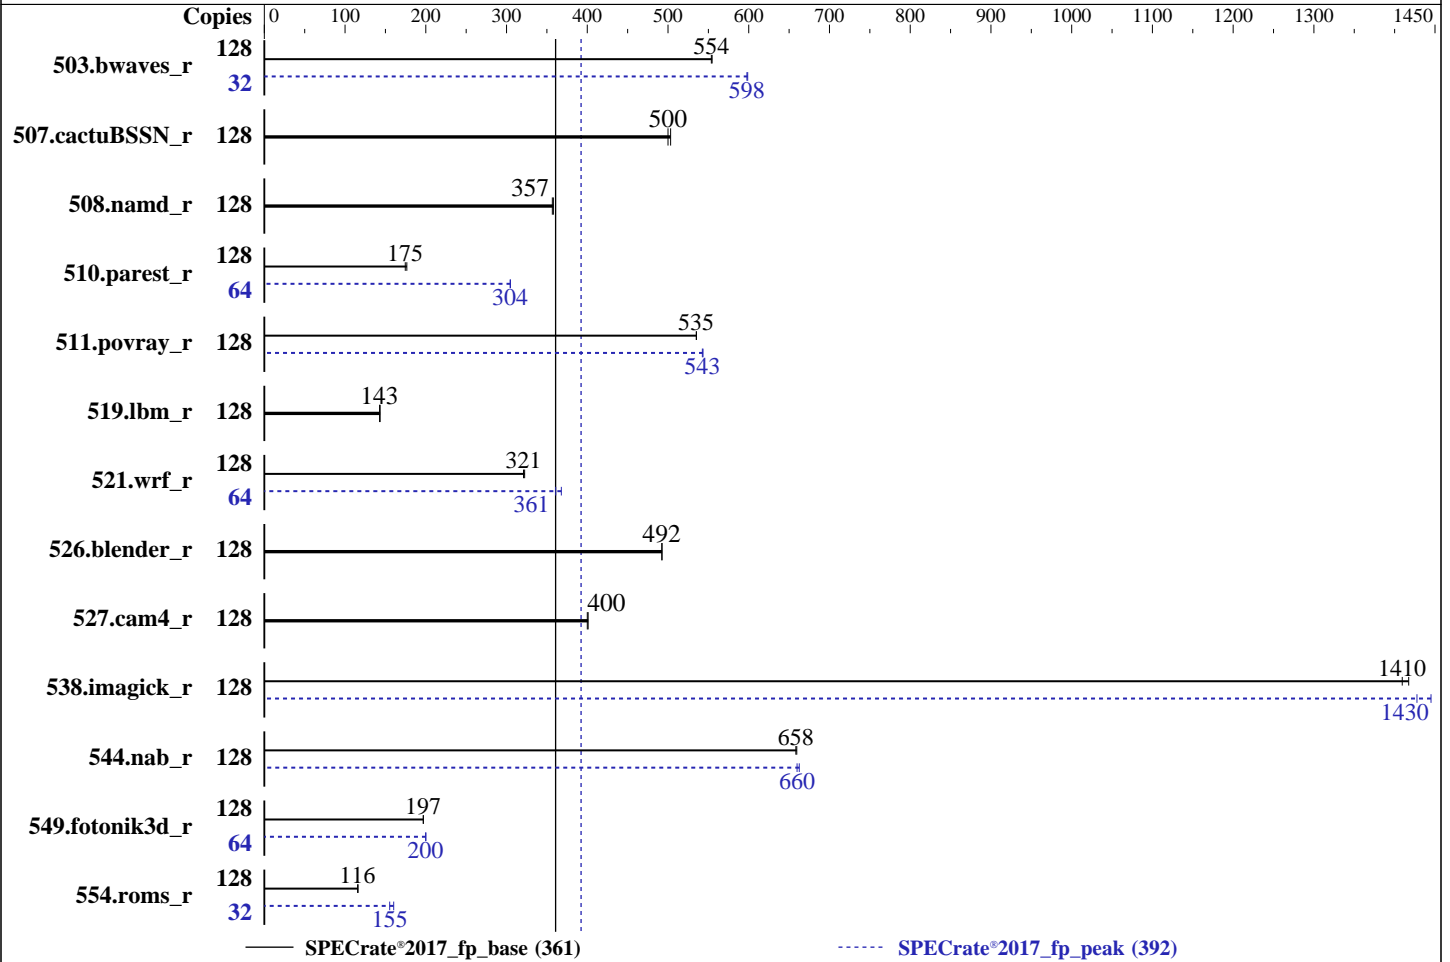 Copies 0 100 200 300 400 500 600 700 800 900 1000 1100 1200 1300 1450
503.bwaves_r 128 554
32 598
507.cactuBSSN_r 128 500
508.namd_r 128 357
510.parest_r 128 175
64 304
511.povray_r 128 535
543
519.lbm_r 128 143
521.wrf_r 128 321
64 361
526.blender_r 128 492
527.cam4_r 128 400
538.imagick_r 128 1410
1430
544.nab_r 128 658
660
549.fotonik3d_r 128 197
64 200
554.roms_r 128 116
32 155
SPECrate®2017_fp_base (361) SPECrate®2017_fp_peak (392)